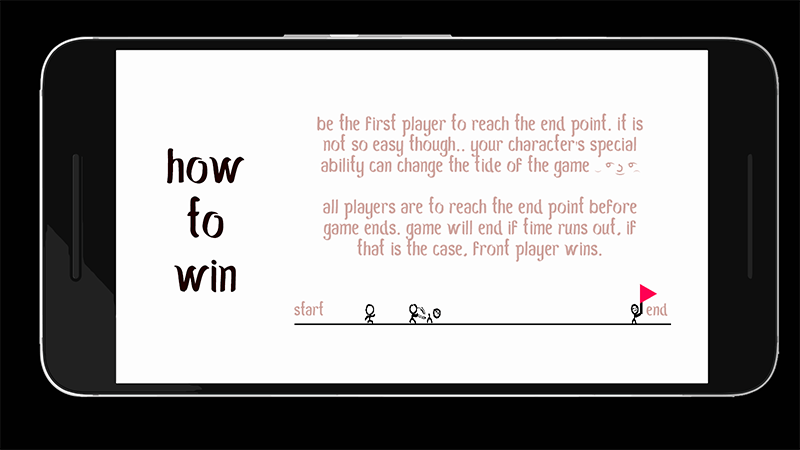 how
to
win
be the first player to reach the end point. it is
not so easy though.. your character's special
ability can change the tide of the game
all players are to reach the end point before
game ends. game will end if time runs out, if
that is the case, front player wins.
start
end